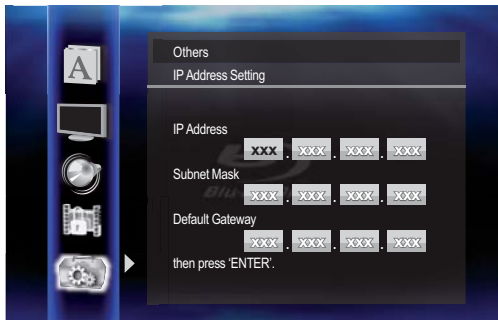 A
Others
IP Address Setting
IP Address
xxx . xxx . xxx . xxx
Subnet Mask
xxx . xxx . xxx . xxx
Default Gateway
xxx . xxx . xxx . xxx
then press ‘ENTER’.